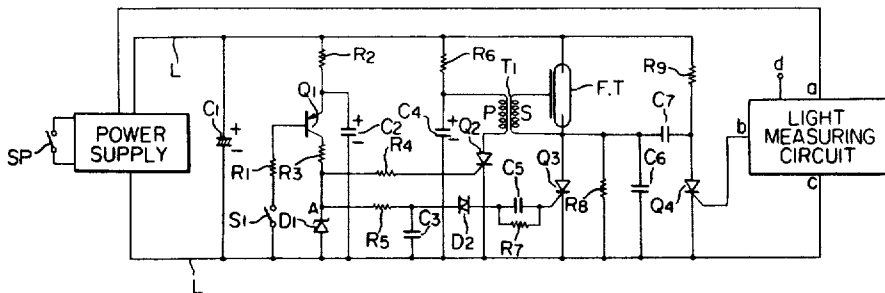 L
R2
R6
T1
F.T
R9
d
a
C1
+
-
Q1
+
-
C2
C4
+
-
Q2
P
S
C7
b
LIGHT
MEASURING
CIRCUIT
c
SP
POWER
SUPPLY
R1
R3
R4
C5
Q3
R8
C6
Q4
S1
D1
A
R5
C3
D2
R7
L